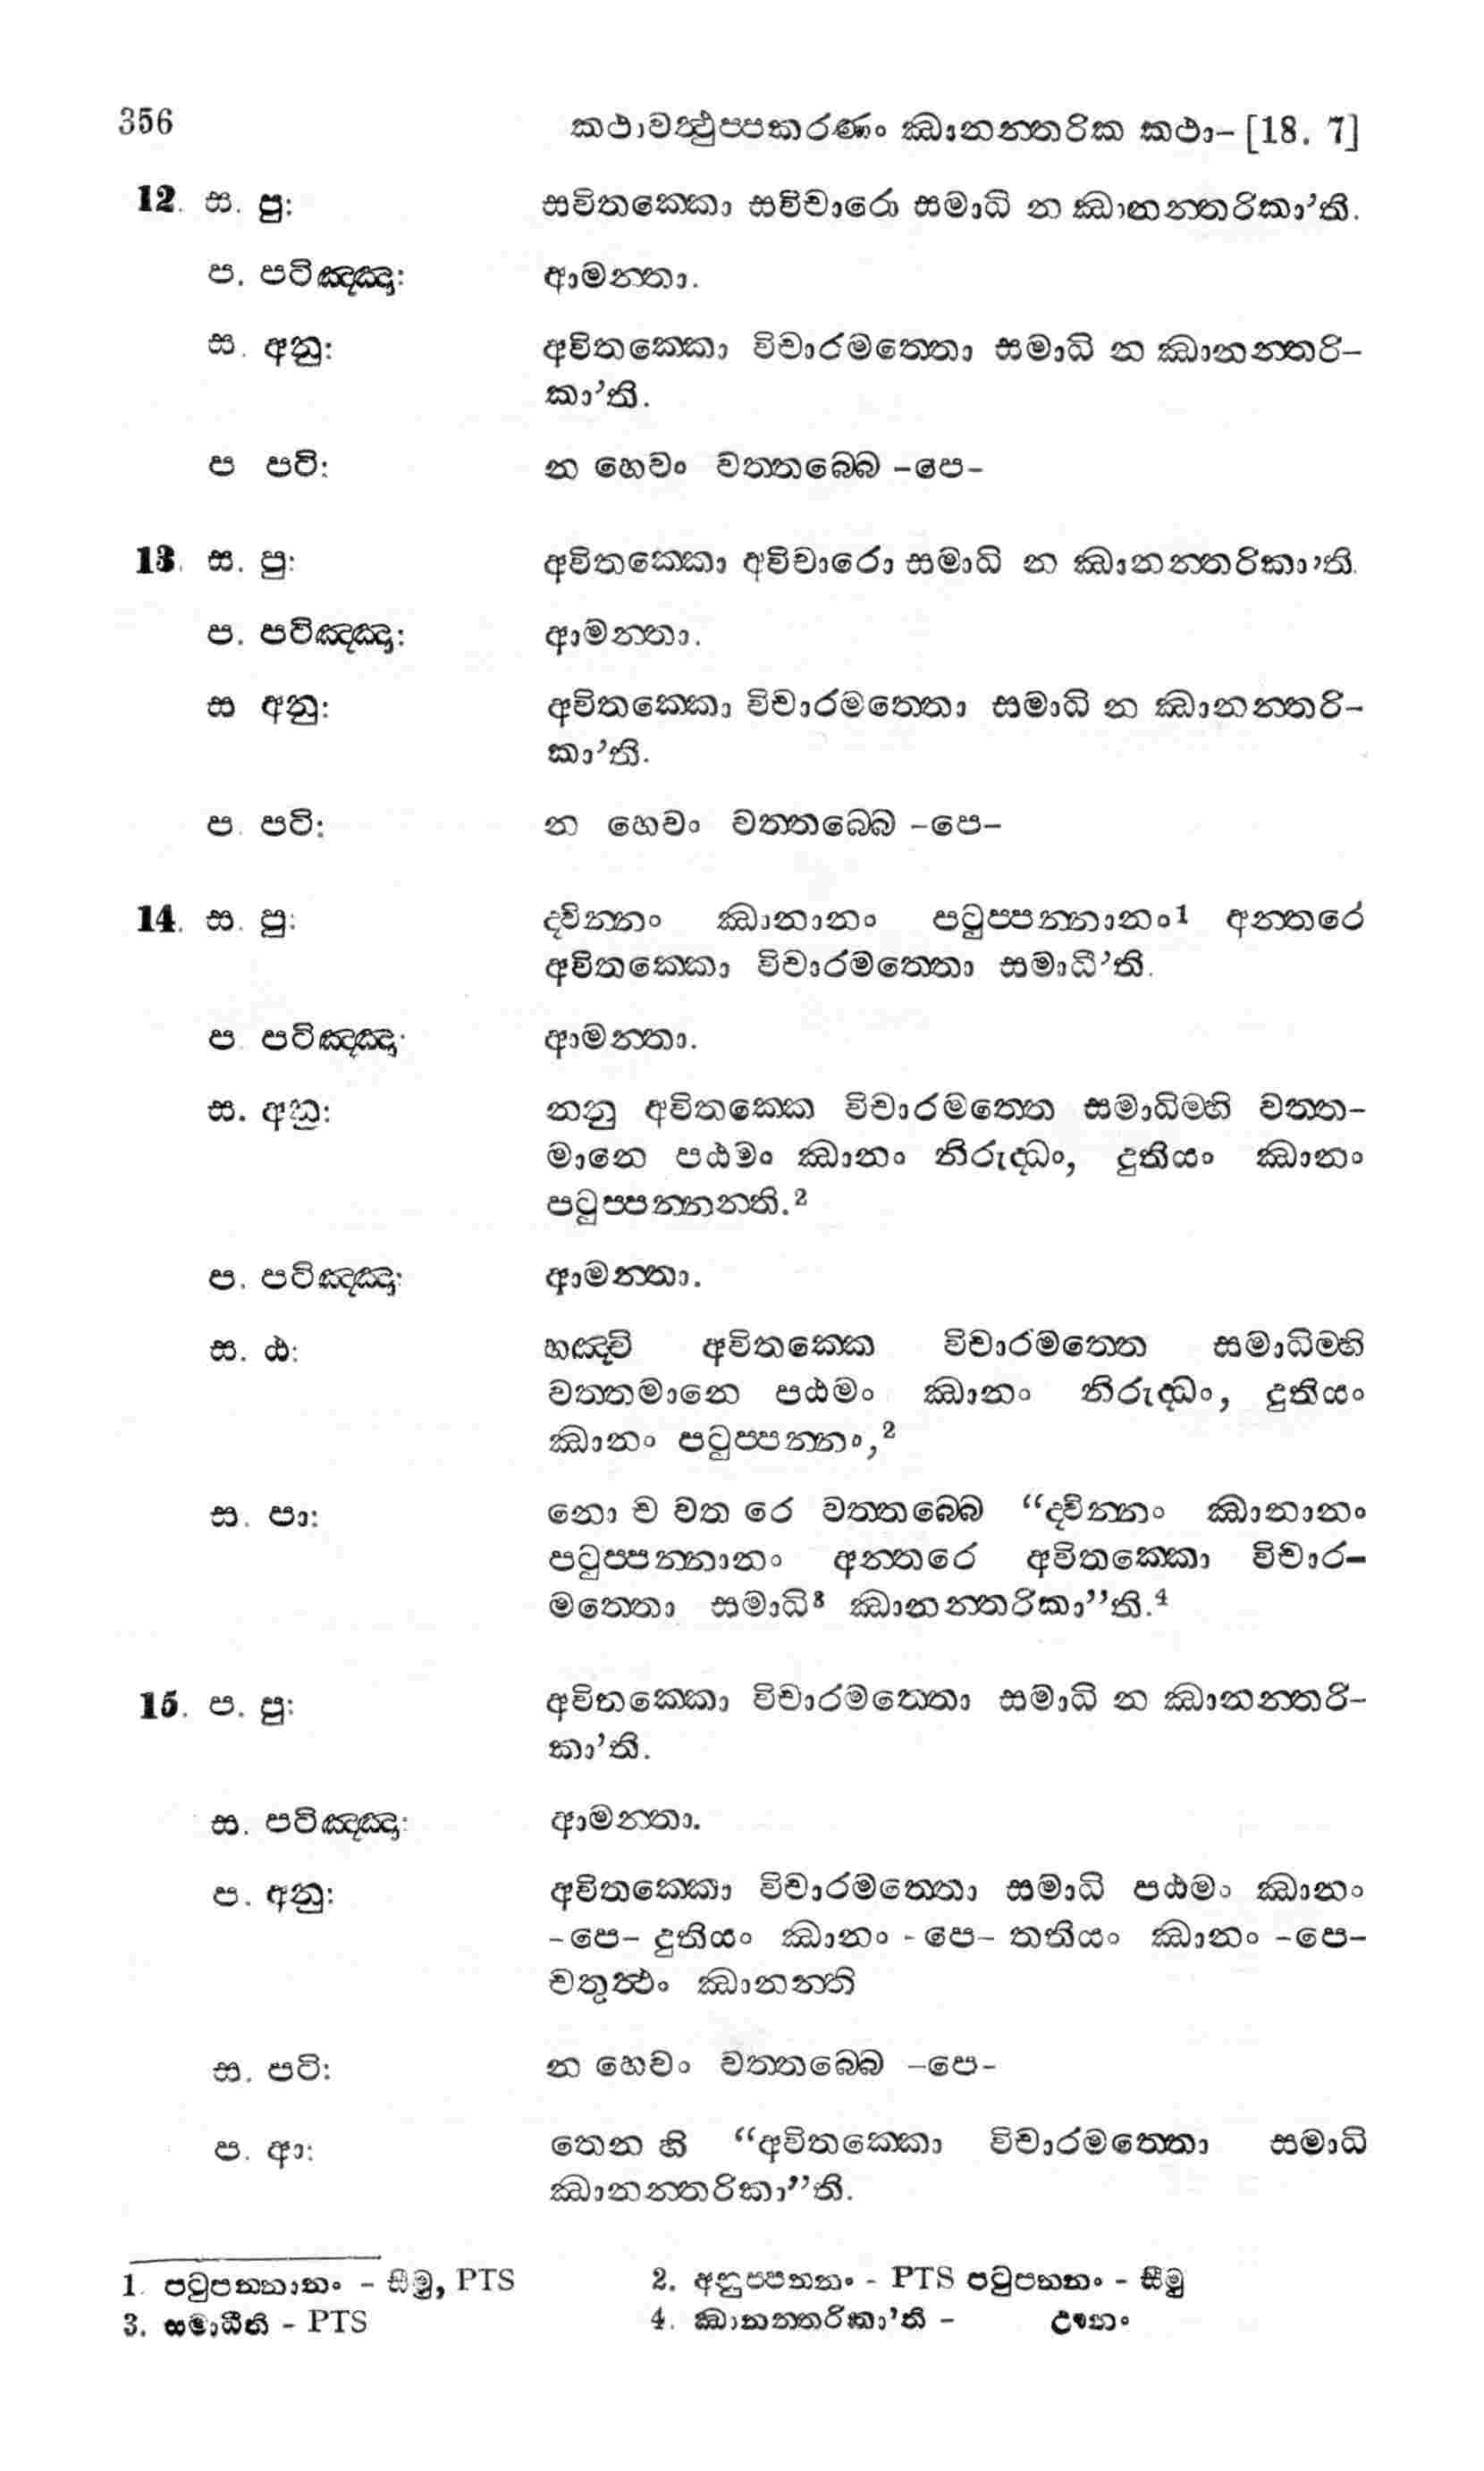 356 කථාවත්ථුප්පකරණං ඣානන්තරික කථා– [18. 7]
12. ස. පු: සවිතක්කො සවිචාරො සමාධි න ඣානන්තරිකා’ති.
ප. පටිඤ්ඤා: ආමන්තා.
ස. අනු: අවිතක්කො විචාරමත්තො සමාධි න ඣානන්තරි–
කා’ති.
ප පටි: න හෙවං වත්තබ්බෙ –පෙ–
13. ස. පු: අවිතක්කො අවිචාරො සමාධි න ඣානන්තරිකා’ති.
ප. පටිඤ්ඤා: ආමන්තා.
ස අනු: අවිතක්කො විචාරමත්තො සමාධි න ඣානන්තරි–
කා’ති.
ප. පටි: න හෙවං වත්තබ්බෙ –පෙ–
14. ස. පු: ද්වින්නං ඣානානං පටුප්පන්නානං¹ අන්තරෙ
අවිතක්කො විචාරමත්තො සමාධී’ති.
ප. පටිඤ්ඤා: ආමන්තා.
ස. අනු: නනු අවිතක්කෙ විචාරමත්තෙ සමාධිම්හි වත්ත–
මානෙ පඨමං ඣානං නිරුද්ධං, දුතියං ඣානං
පටුප්පන්නන්ති.²
ප. පටිඤ්ඤා: ආමන්තා.
ස. ඨ: හඤ්චි අවිතක්කෙ විචාරමත්තෙ සමාධිම්හි
වත්තමානෙ පඨමං ඣානං නිරුද්ධං, දුතියං
ඣානං පටුප්පන්නං,²
ස. පා: නො ච වත රෙ වත්තබ්බෙ “ද්වින්නං ඣානානං
පටුප්පන්නානං අන්තරෙ අවිතක්කො විචාර–
මත්තො සමාධි³ ඣානන්තරිකා”ති.⁴
15. ප. පු: අවිතක්කො විචාරමත්තො සමාධි න ඣානන්තරි–
කා’ති.
ස. පටිඤ්ඤා: ආමන්තා.
ප. අනු: අවිතක්කො විචාරමත්තො සමාධි පඨමං ඣානං
–පෙ– දුතියං ඣානං -පෙ– තතියං ඣානං –පෙ–
චතුත්ථං ඣානන්ති
ස. පටි: න හෙවං වත්තබ්බෙ –පෙ–
ප. ආ: තෙන හි “අවිතක්කො විචාරමත්තො සමාධි
ඣානන්තරිකා”ති.
1. පටුපන්නානං – සීමු, PTS 2. අනුප්පන්නං - PTS පටුපන්නං - සීමු
3. සමාධීති – PTS 4. ඣානන්තරිකා’ති – ඌනං